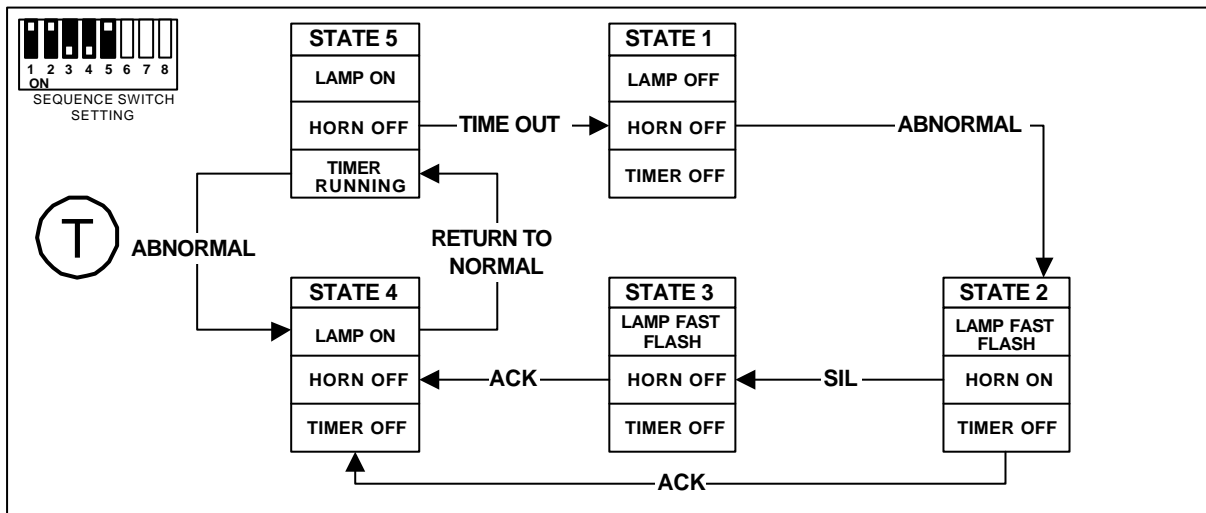 1 2 3 4 5 6 7 8
ON
SEQUENCE SWITCH
SETTING
T
STATE 5
LAMP ON
HORN OFF
TIMER
RUNNING
TIME OUT
STATE 1
LAMP OFF
HORN OFF
TIMER OFF
ABNORMAL
ABNORMAL
RETURN TO
NORMAL
STATE 4
LAMP ON
HORN OFF
TIMER OFF
ACK
STATE 3
LAMP FAST
FLASH
HORN OFF
TIMER OFF
SIL
STATE 2
LAMP FAST
FLASH
HORN ON
TIMER OFF
ACK